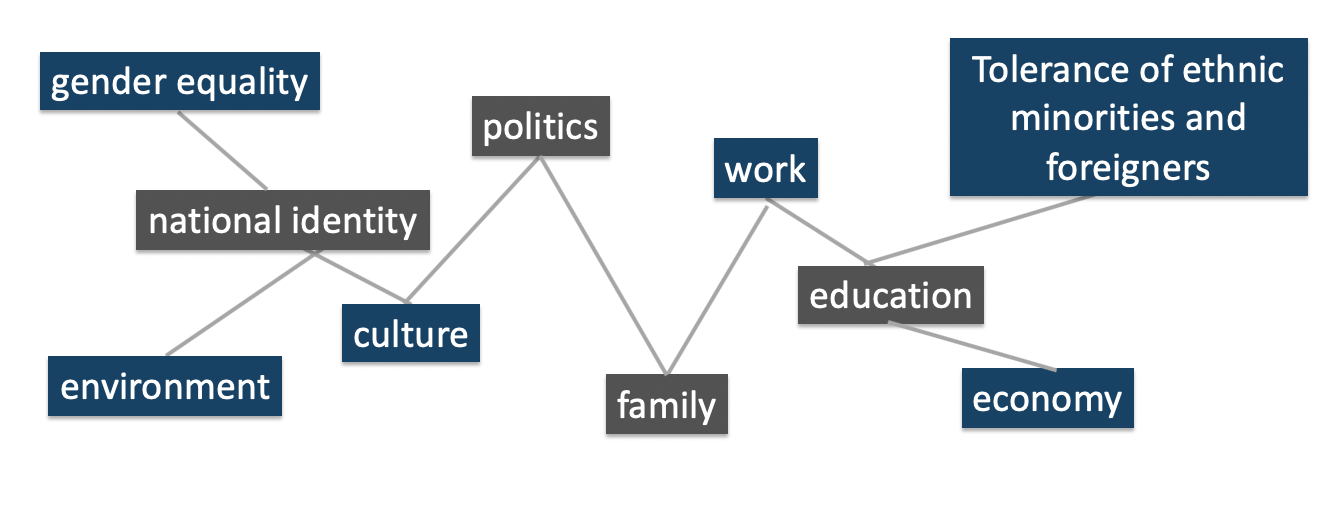 gender equality
politics
Tolerance of ethnic
minorities and
foreigners
work
national identity
education
culture
environment
family
economy